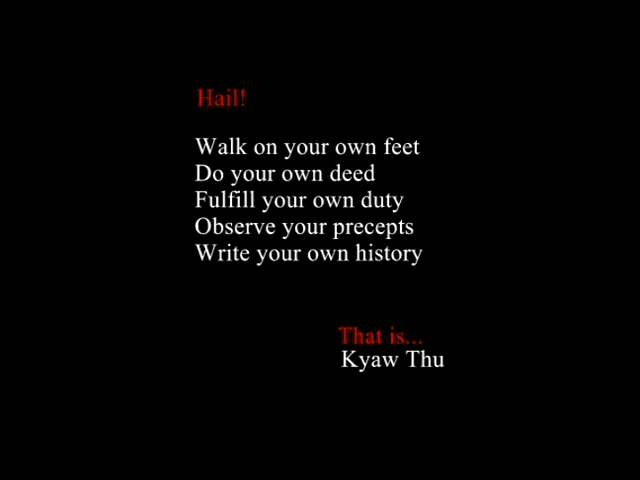 Hail!
Walk on your own feet
Do your own deed
Fulfill your own duty
Observe your precepts
Write your own history
That is...
Kyaw Thu